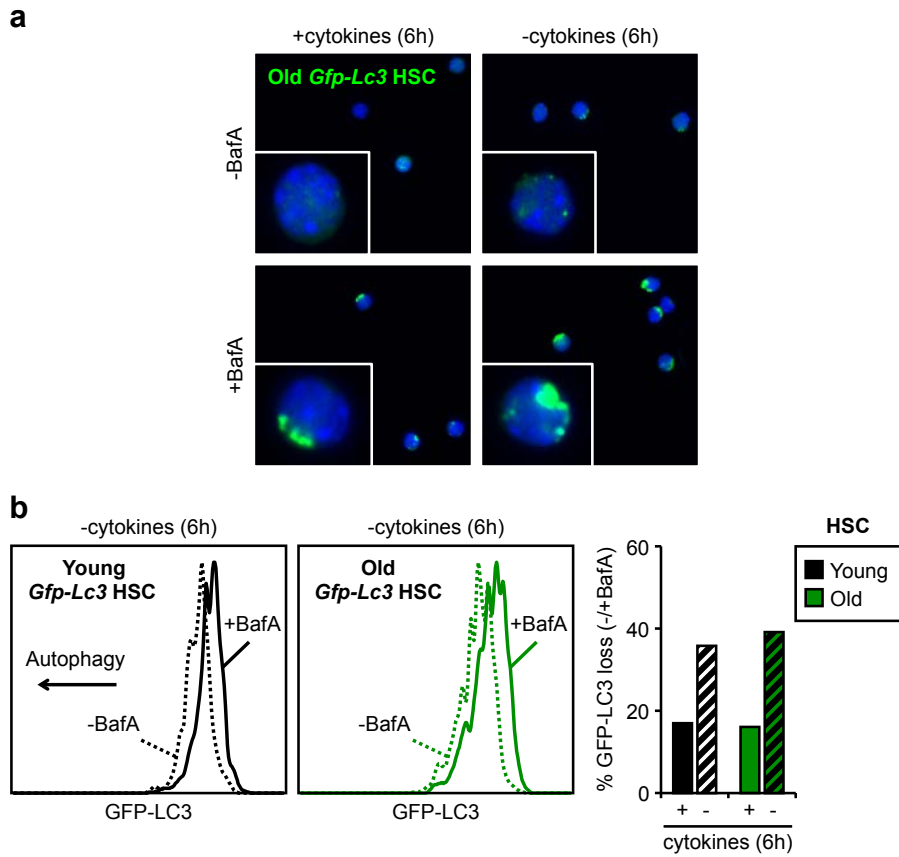 a
+cytokines (6h)
-cytokines (6h)
Old Gfp-Lc3 HSC
-BafA
+BafA
b
-cytokines (6h)
Young
Gfp-Lc3 HSC
+BafA
Autophagy
-BafA
GFP-LC3
-cytokines (6h)
Old
Gfp-Lc3 HSC
+BafA
-BafA
GFP-LC3
% GFP-LC3 loss (-/+BafA)
60
40
20
0
+ - + -
cytokines (6h)
HSC
Young
Old